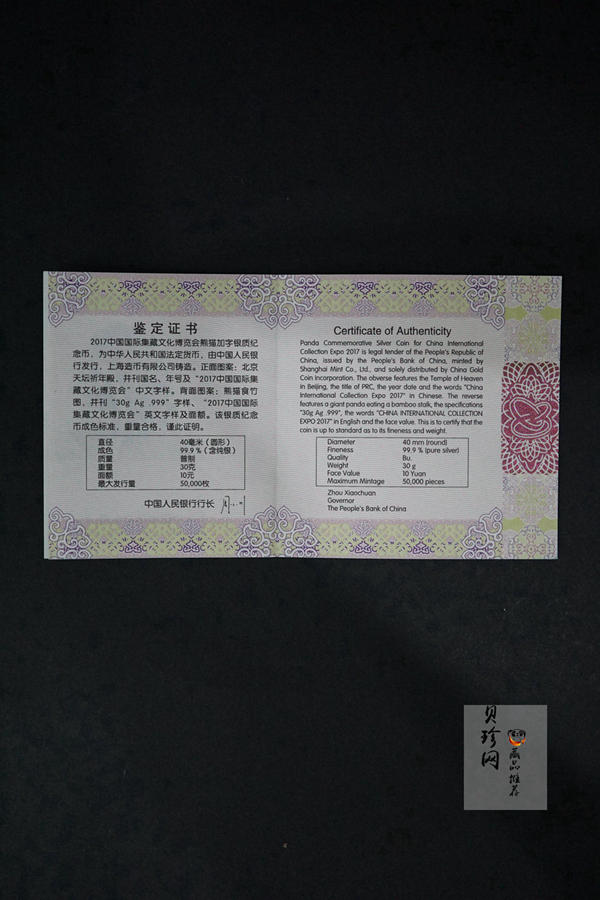 鉴定证书
2017中国国际集藏文化博览会熊猫加字银质纪
念币，为中华人民共和国法定货币，由中国人民银
行发行，上海造币有限公司铸造。正面图案：北京
天坛祈年殿，并刊国名、年号及“2017中国国际集
藏文化博览会”中文字样。背面图案：熊猫食竹
图，并刊“30g Ag .999”字样、“2017中国国际
集藏文化博览会”英文字样及面额。该银质纪念
币成色标准，重量合格，谨此证明。
直径 40毫米（圆形）
成色 99.9％（含纯银）
质量 普制
重量 30克
面额 10元
最大发行量 50,000枚
中国人民银行行长
Certificate of Authenticity
Panda Commemorative Silver Coin for China International
Collection Expo 2017 is legal tender of the People's Republic of
China, issued by the People's Bank of China, minted by
Shanghai Mint Co., Ltd., and solely distributed by China Gold
Coin Incorporation. The obverse features the Temple of Heaven
in Beijing, the title of PRC, the year date and the words "China
International Collection Expo 2017" in Chinese. The reverse
features a giant panda eating a bamboo stalk, the specifications
"30g Ag .999", the words "CHINA INTERNATIONAL COLLECTION
EXPO 2017" in English and the face value. This is to certify that the
coin is up to standard as to its fineness and weight.
Diameter 40 mm (round)
Fineness 99.9 % (pure silver)
Quality Bu.
Weight 30 g
Face Value 10 Yuan
Maximum Mintage 50,000 pieces
Zhou Xiaochuan
Governor
The People's Bank of China
贝珍网
藏品推荐